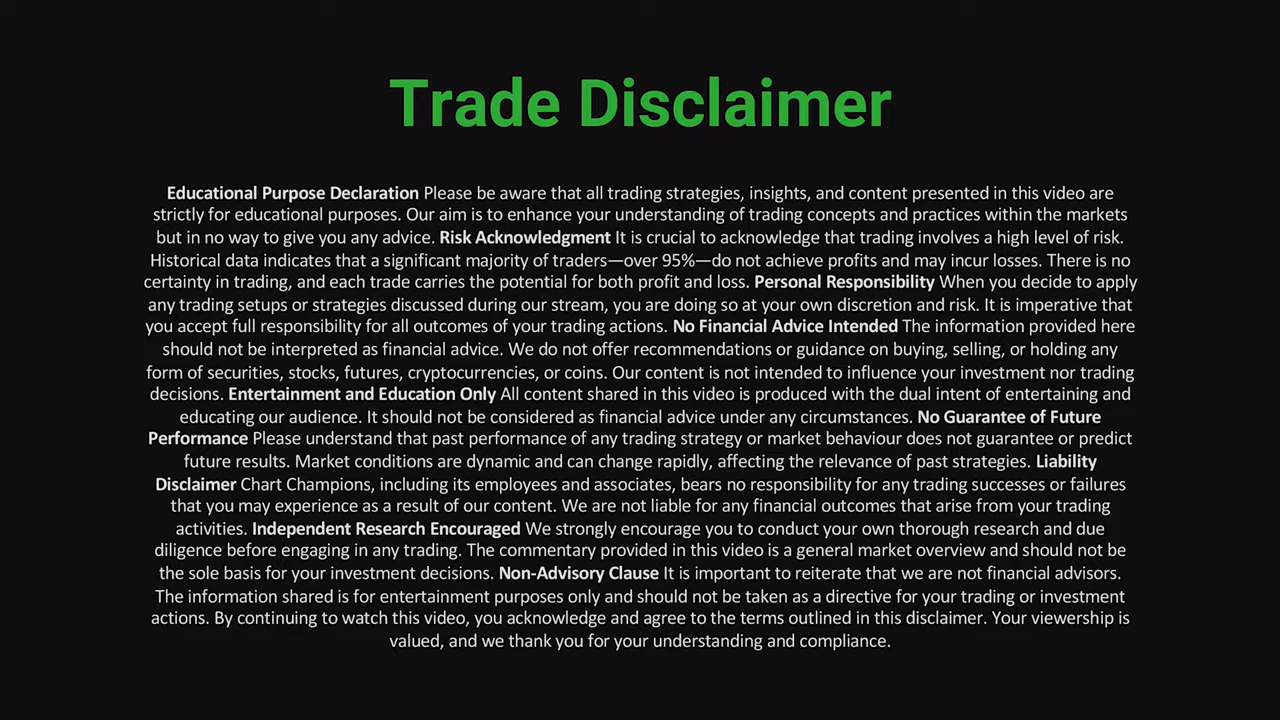 Trade Disclaimer
Educational Purpose Declaration Please be aware that all trading strategies, insights, and content presented in this video are
strictly for educational purposes. Our aim is to enhance your understanding of trading concepts and practices within the markets
but in no way to give you any advice. Risk Acknowledgment It is crucial to acknowledge that trading involves a high level of risk.
Historical data indicates that a significant majority of traders—over 95%—do not achieve profits and may incur losses. There is no
certainty in trading, and each trade carries the potential for both profit and loss. Personal Responsibility When you decide to apply
any trading setups or strategies discussed during our stream, you are doing so at your own discretion and risk. It is imperative that
you accept full responsibility for all outcomes of your trading actions. No Financial Advice Intended The information provided here
should not be interpreted as financial advice. We do not offer recommendations or guidance on buying, selling, or holding any
form of securities, stocks, futures, cryptocurrencies, or coins. Our content is not intended to influence your investment nor trading
decisions. Entertainment and Education Only All content shared in this video is produced with the dual intent of entertaining and
educating our audience. It should not be considered as financial advice under any circumstances. No Guarantee of Future
Performance Please understand that past performance of any trading strategy or market behaviour does not guarantee or predict
future results. Market conditions are dynamic and can change rapidly, affecting the relevance of past strategies. Liability
Disclaimer Chart Champions, including its employees and associates, bears no responsibility for any trading successes or failures
that you may experience as a result of our content. We are not liable for any financial outcomes that arise from your trading
activities. Independent Research Encouraged We strongly encourage you to conduct your own thorough research and due
diligence before engaging in any trading. The commentary provided in this video is a general market overview and should not be
the sole basis for your investment decisions. Non-Advisory Clause It is important to reiterate that we are not financial advisors.
The information shared is for entertainment purposes only and should not be taken as a directive for your trading or investment
actions. By continuing to watch this video, you acknowledge and agree to the terms outlined in this disclaimer. Your viewership is
valued, and we thank you for your understanding and compliance.